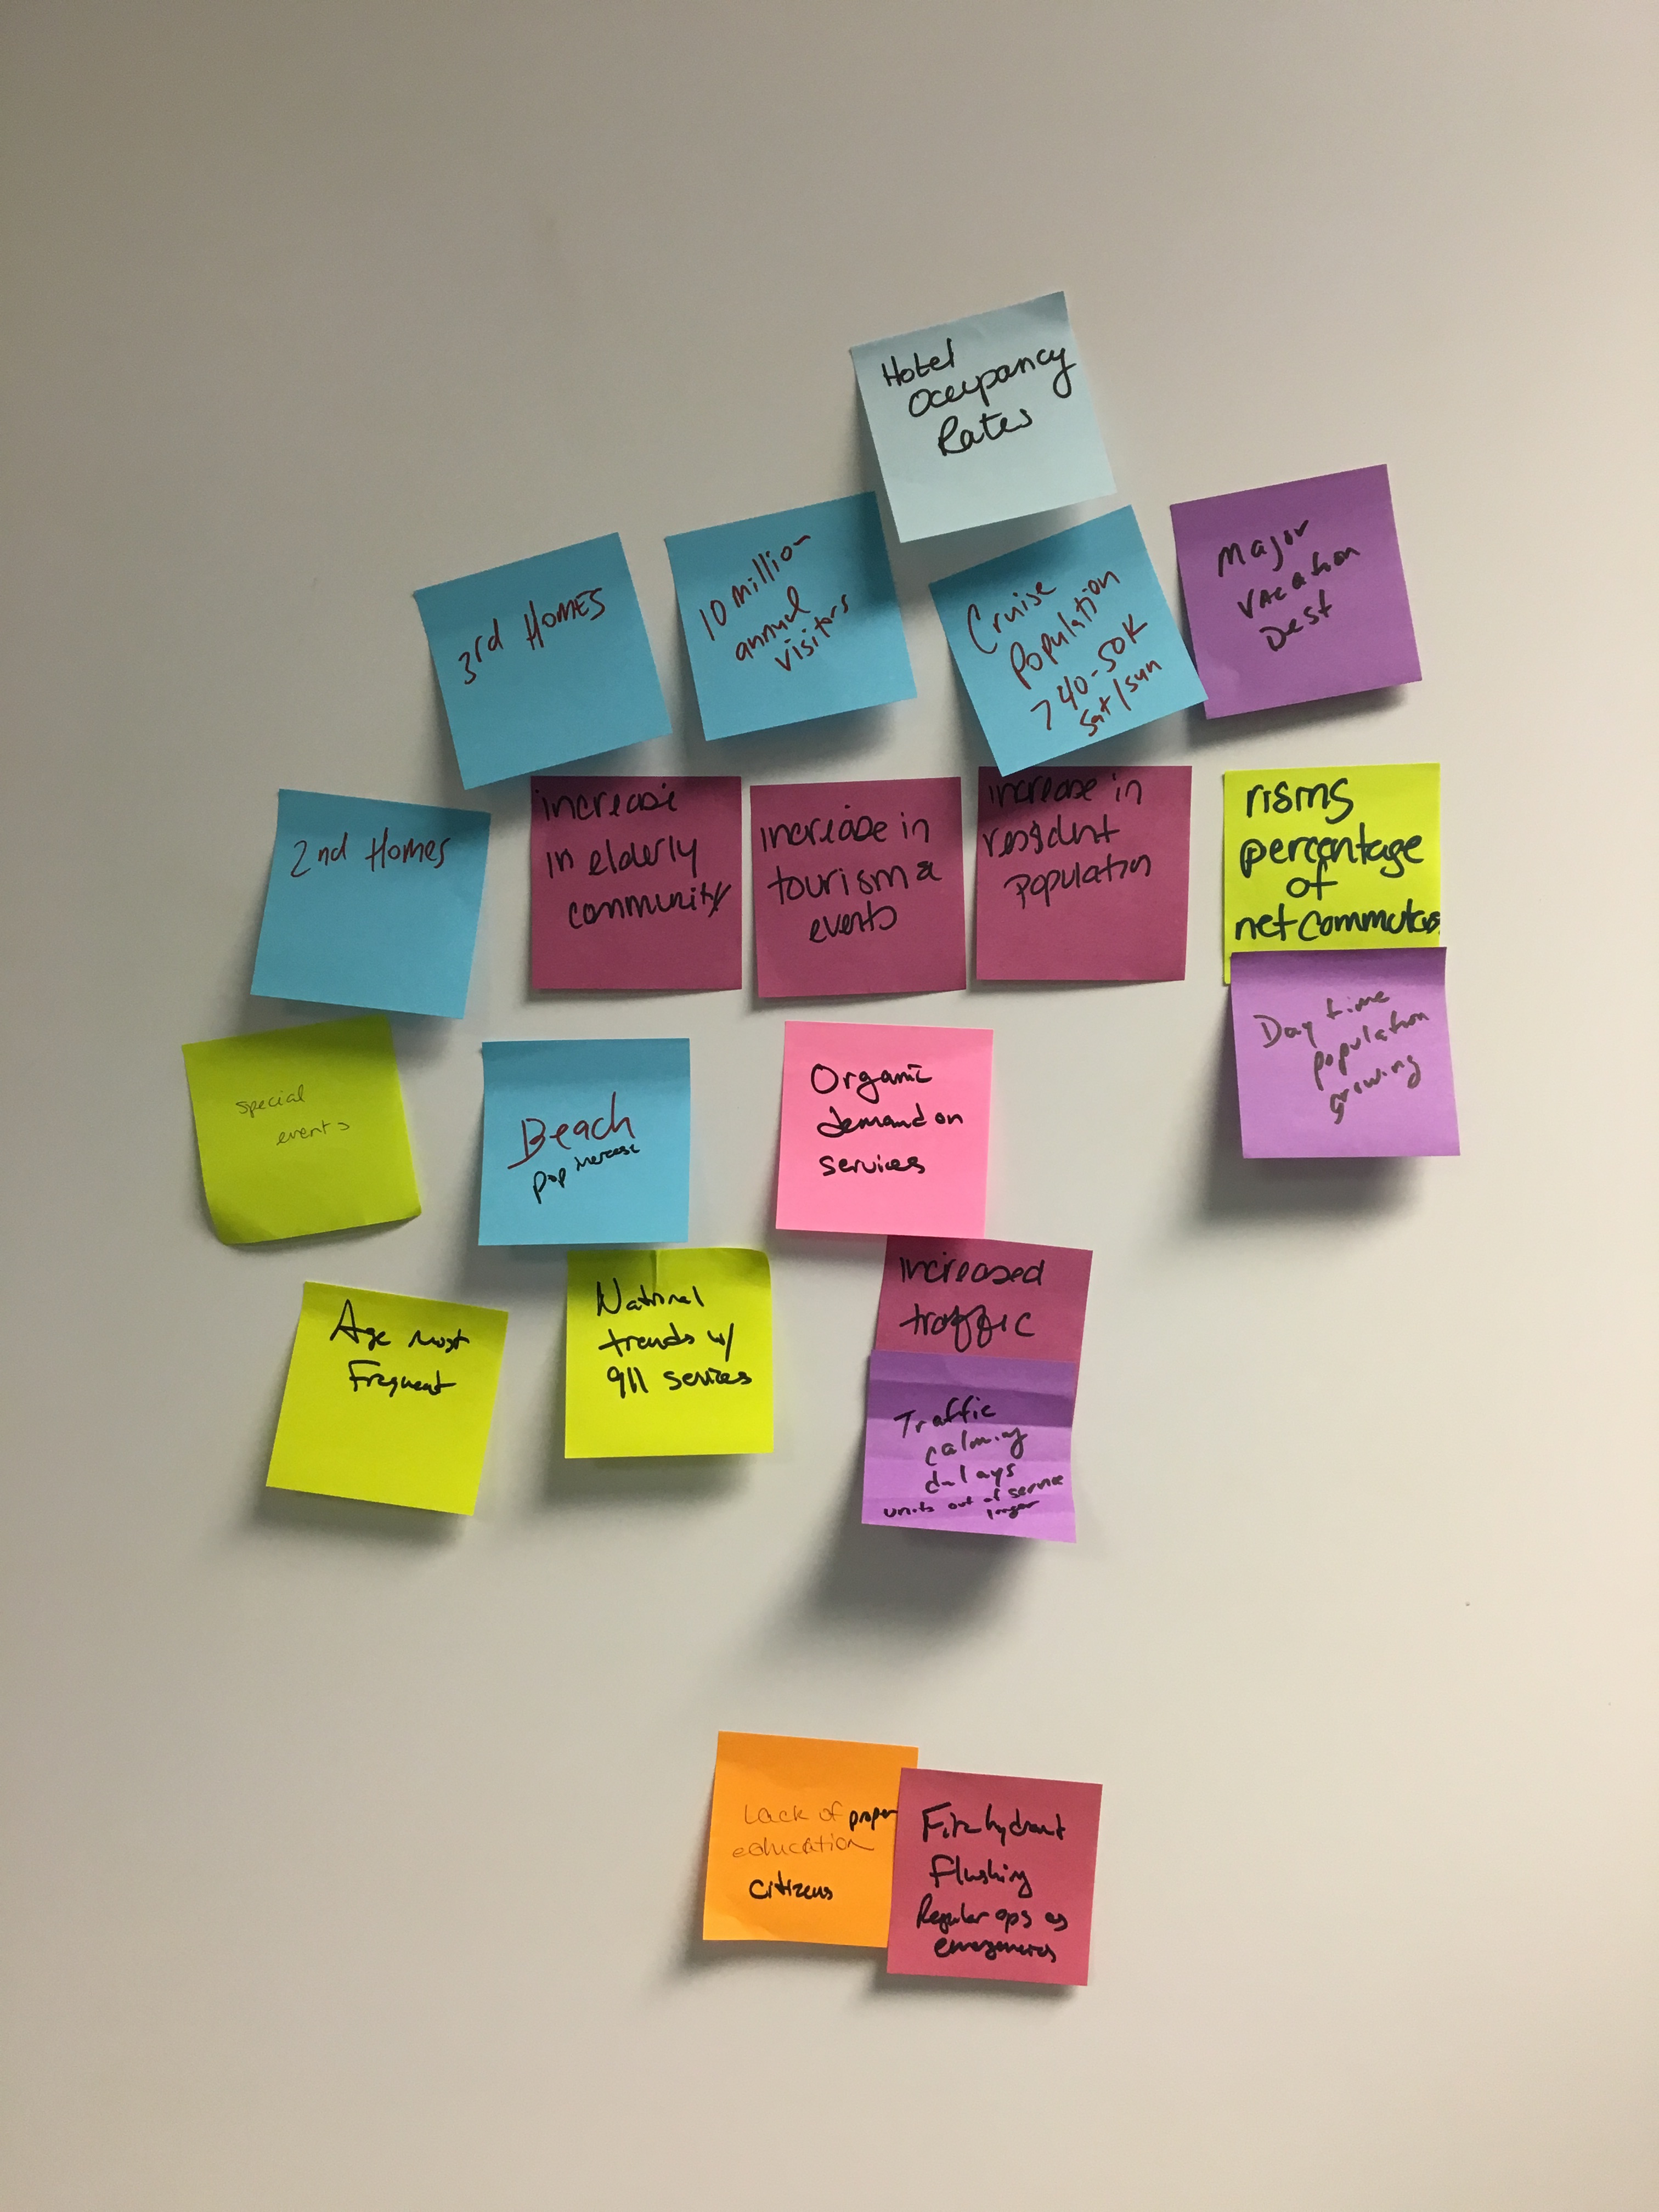 Hotel
Occupancy
Rates
3rd HOMES
10 million
annual
visitors
Cruise
Population
>40-50K
Sat/Sun
Major
Vacation
Dest
2nd Homes
increase
in elderly
community
increase in
tourism &
events
increase in
resident
population
rising
percentage
of
net commuters
Day time
population
growing
special
events
Beach
pop increase
Organic
demand on
services
Age most
Frequent
National
trends w/
911 services
increased
traffic
Traffic
calming
delays
units out of service
longer
Lack of proper
education
citizens
Fire hydrant
flushing
Regular ops as
emergencies